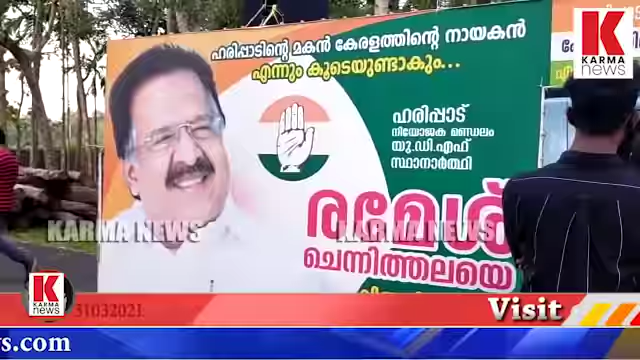 ഹരിപ്പാടിന്റെ മകൻ കേരളത്തിന്റെ നായകൻ
എന്നും കൂടെയുണ്ടാകും...
K
KARMA
NEWS
ഹരിപ്പാട്
നിയോജക മണ്ഡലം
യു.ഡി.എഫ്
സ്ഥാനാർത്ഥി
രമേശ്
ചെന്നിത്തലയെ
KARMA NEWS
KARMA NEWS
K
KARMA
NEWS
31032021
Visit
s.com